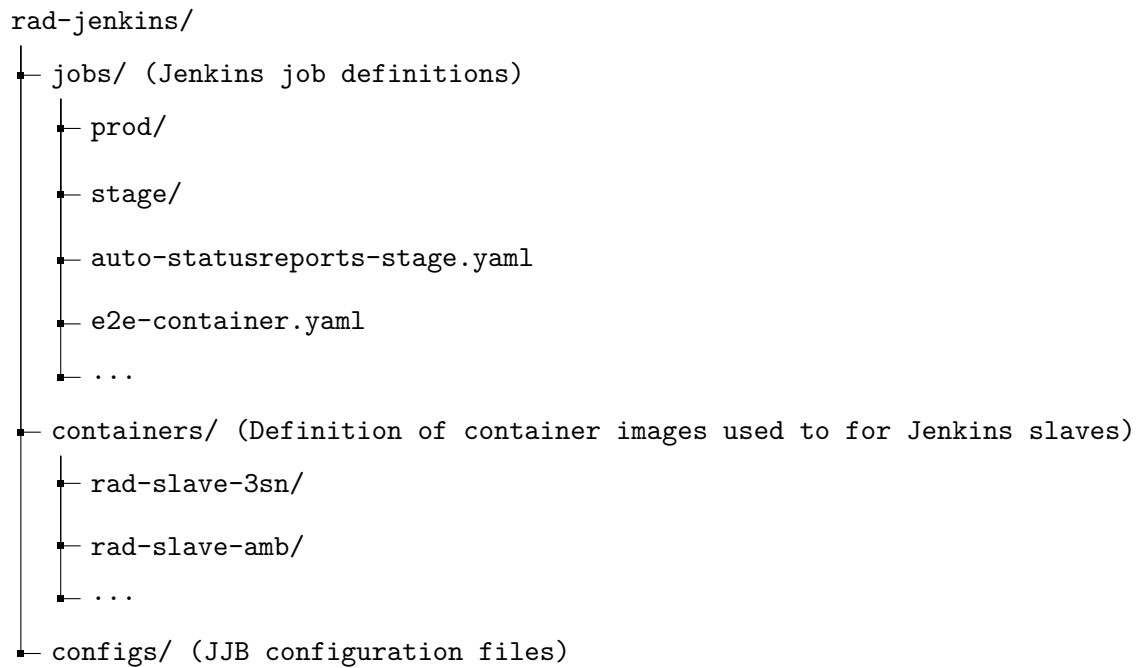 rad-jenkins/
jobs/ (Jenkins job definitions)
prod/
stage/
auto-statusreports-stage.yaml
e2e-container.yaml
...
containers/ (Definition of container images used to for Jenkins slaves)
rad-slave-3sn/
rad-slave-amb/
...
configs/ (JJB configuration files)